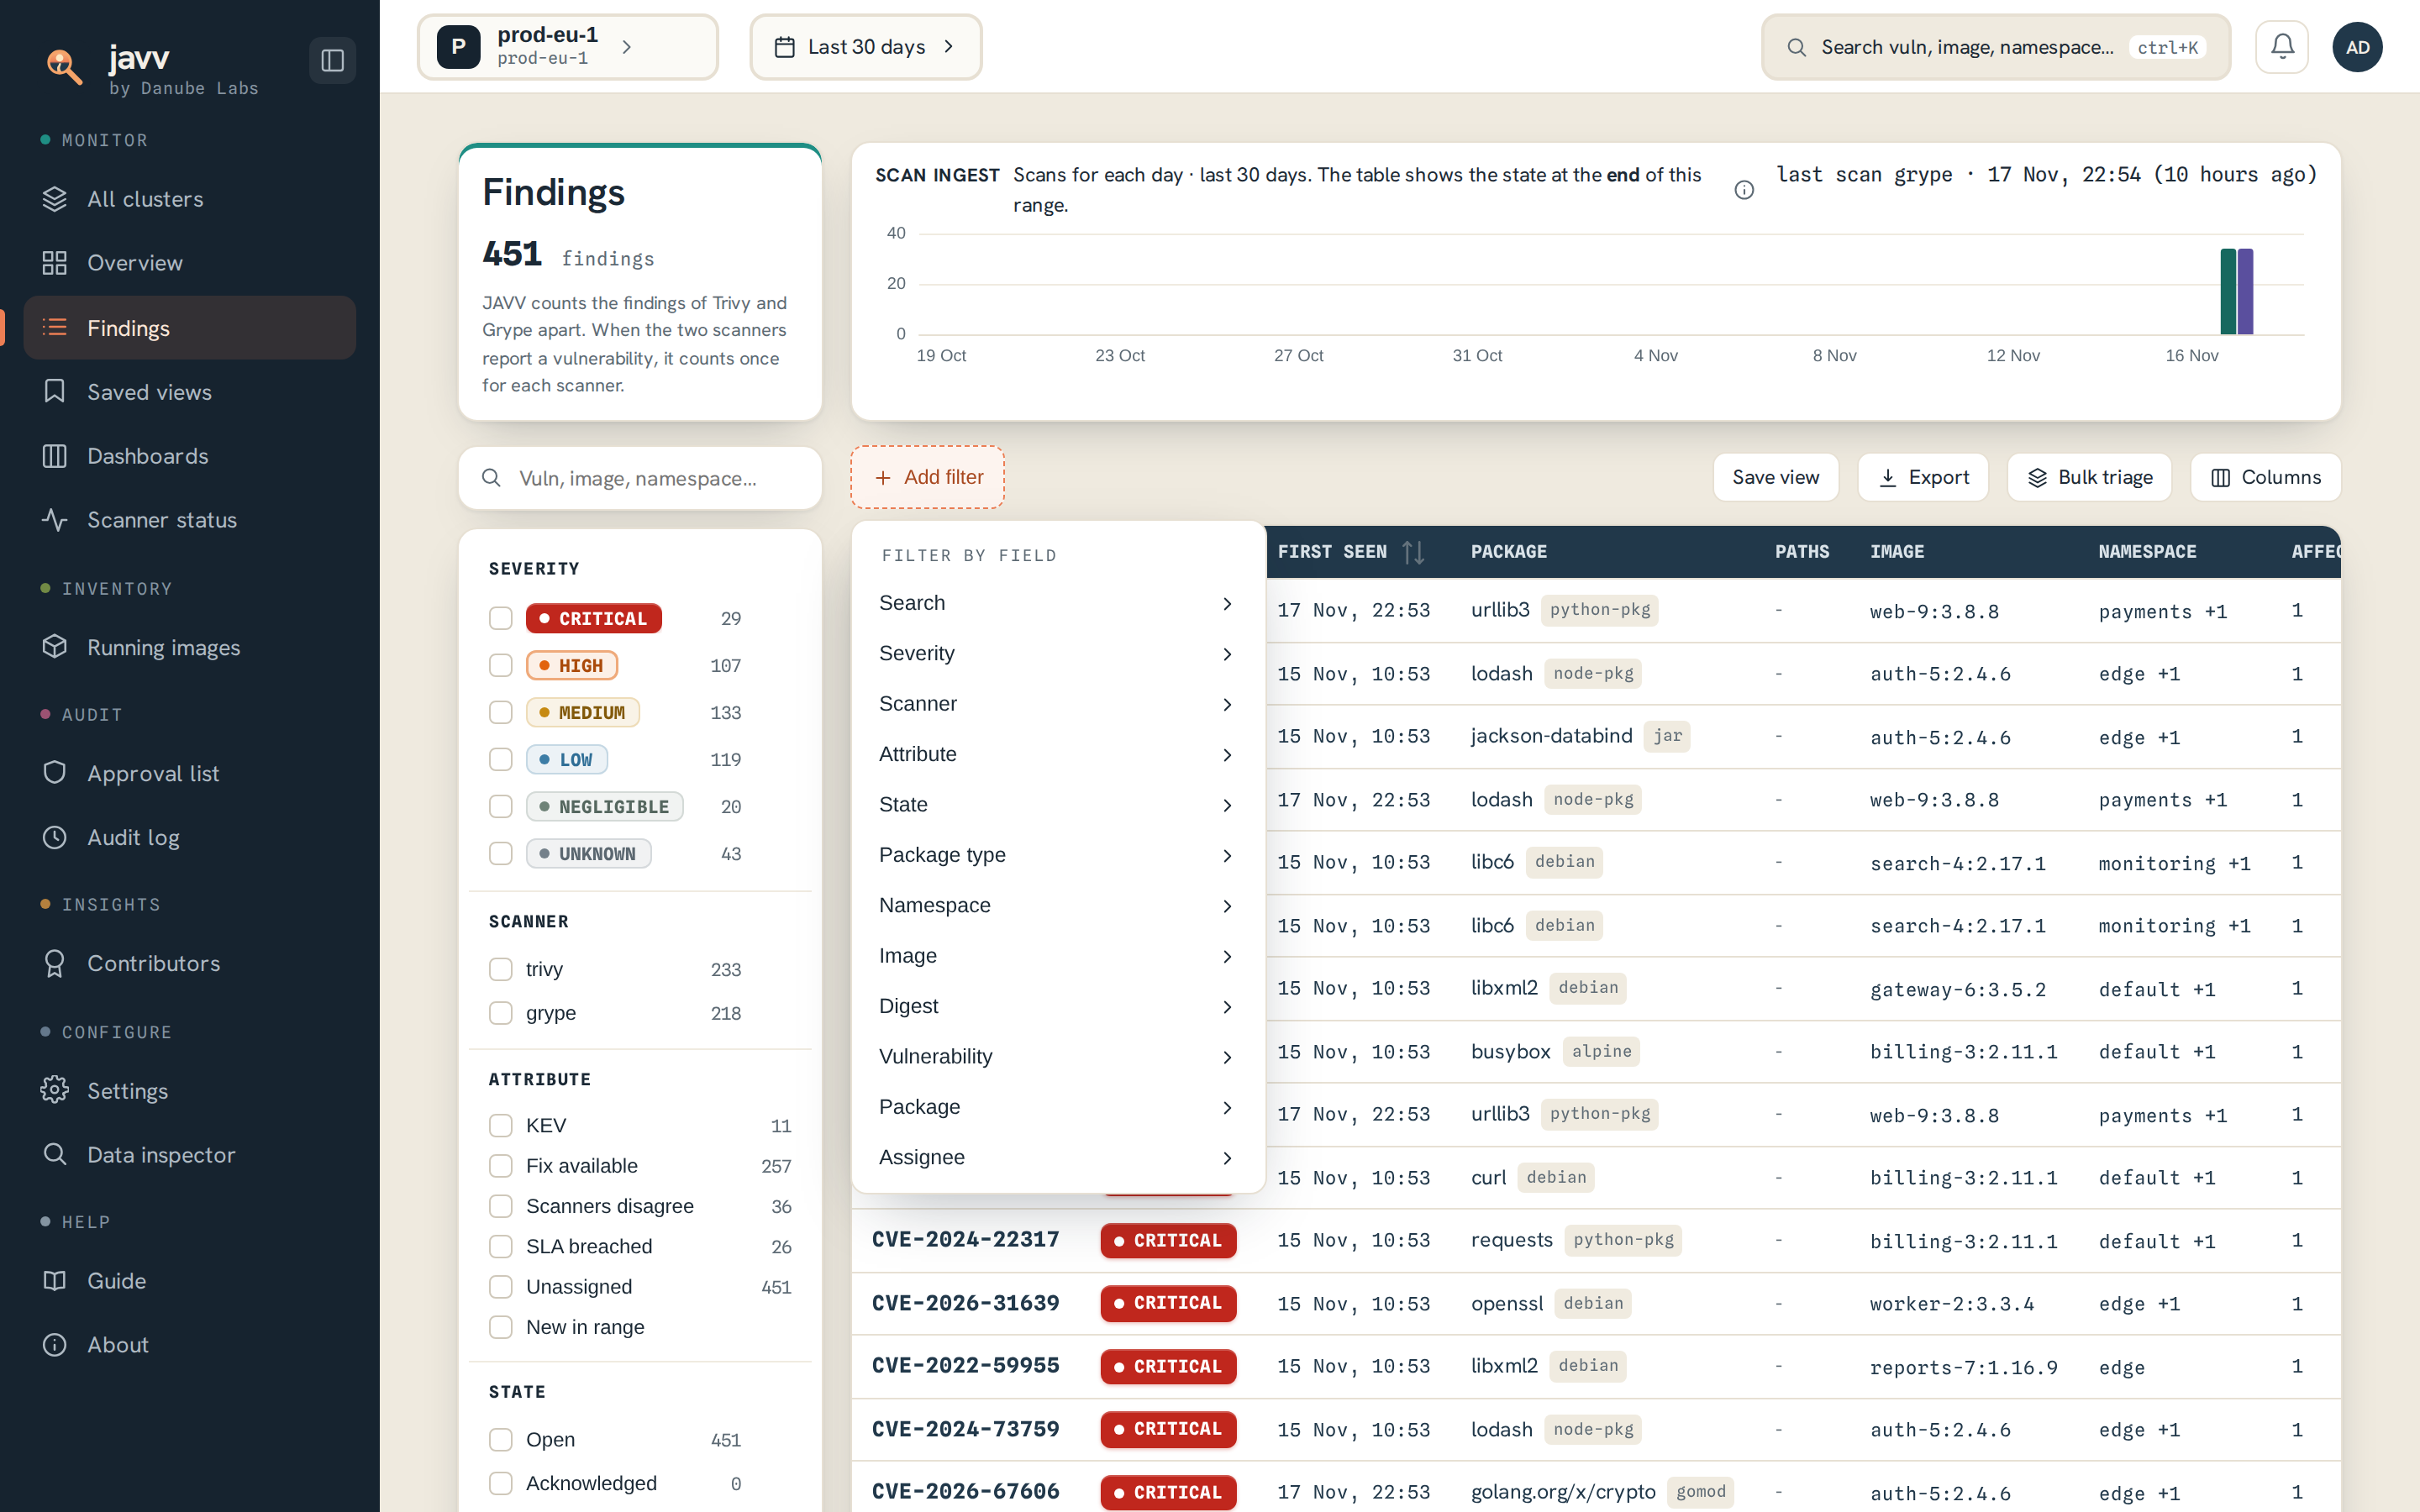 javv
by Danube Labs
MONITOR
All clusters
Overview
Findings
Saved views
Dashboards
Scanner status
INVENTORY
Running images
AUDIT
Approval list
Audit log
INSIGHTS
Contributors
CONFIGURE
Settings
Data inspector
HELP
Guide
About
P
prod-eu-1
prod-eu-1
Last 30 days
Search vuln, image, namespace...
ctrl+K
AD
Findings
451 findings
JAVV counts the findings of Trivy and
Grype apart. When the two scanners
report a vulnerability, it counts once
for each scanner.
SCAN INGEST Scans for each day · last 30 days. The table shows the state at the end of this
range.
last scan grype · 17 Nov, 22:54 (10 hours ago)
40
20
0
19 Oct 23 Oct 27 Oct 31 Oct 4 Nov 8 Nov 12 Nov 16 Nov
Vuln, image, namespace...
+ Add filter
Save view
Export
Bulk triage
Columns
SEVERITY
CRITICAL 29
HIGH 107
MEDIUM 133
LOW 119
NEGLIGIBLE 20
UNKNOWN 43
SCANNER
trivy 233
grype 218
ATTRIBUTE
KEV 11
Fix available 257
Scanners disagree 36
SLA breached 26
Unassigned 451
New in range
STATE
Open 451
Acknowledged 0
FILTER BY FIELD
Search
Severity
Scanner
Attribute
State
Package type
Namespace
Image
Digest
Vulnerability
Package
Assignee
FIRST SEEN PACKAGE PATHS IMAGE NAMESPACE AFFEC
17 Nov, 22:53 urllib3 python-pkg - web-9:3.8.8 payments +1 1
15 Nov, 10:53 lodash node-pkg - auth-5:2.4.6 edge +1 1
15 Nov, 10:53 jackson-databind jar - auth-5:2.4.6 edge +1 1
17 Nov, 22:53 lodash node-pkg - web-9:3.8.8 payments +1 1
15 Nov, 10:53 libc6 debian - search-4:2.17.1 monitoring +1 1
15 Nov, 10:53 libc6 debian - search-4:2.17.1 monitoring +1 1
15 Nov, 10:53 libxml2 debian - gateway-6:3.5.2 default +1 1
15 Nov, 10:53 busybox alpine - billing-3:2.11.1 default +1 1
17 Nov, 22:53 urllib3 python-pkg - web-9:3.8.8 payments +1 1
15 Nov, 10:53 curl debian - billing-3:2.11.1 default +1 1
CVE-2024-22317 CRITICAL 15 Nov, 10:53 requests python-pkg - billing-3:2.11.1 default +1 1
CVE-2026-31639 CRITICAL 15 Nov, 10:53 openssl debian - worker-2:3.3.4 edge +1 1
CVE-2022-59955 CRITICAL 15 Nov, 10:53 libxml2 debian - reports-7:1.16.9 edge 1
CVE-2024-73759 CRITICAL 15 Nov, 10:53 lodash node-pkg - auth-5:2.4.6 edge +1 1
CVE-2026-67606 CRITICAL 17 Nov, 22:53 golang.org/x/crypto gomod - auth-5:2.4.6 edge +1 1